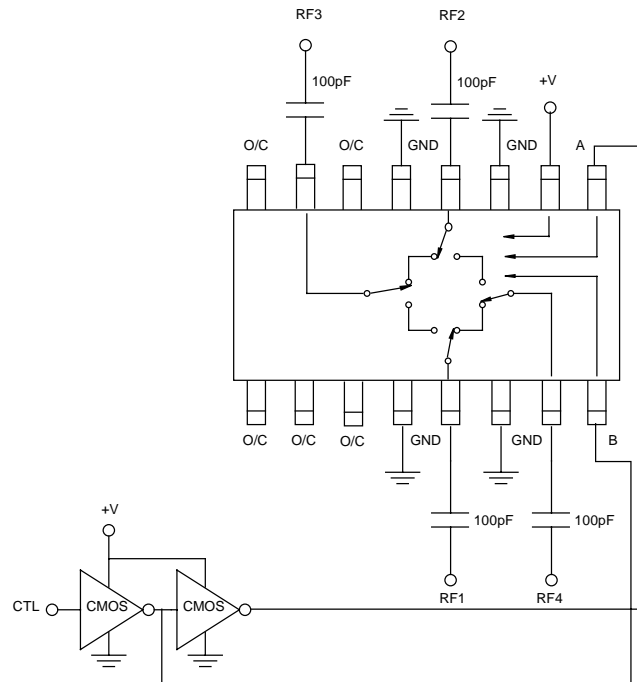 RF3
RF2
100pF
100pF
+V
O/C
O/C
GND
GND
A
O/C
O/C
O/C
GND
GND
B
+V
100pF
100pF
CTL
CMOS
CMOS
RF1
RF4